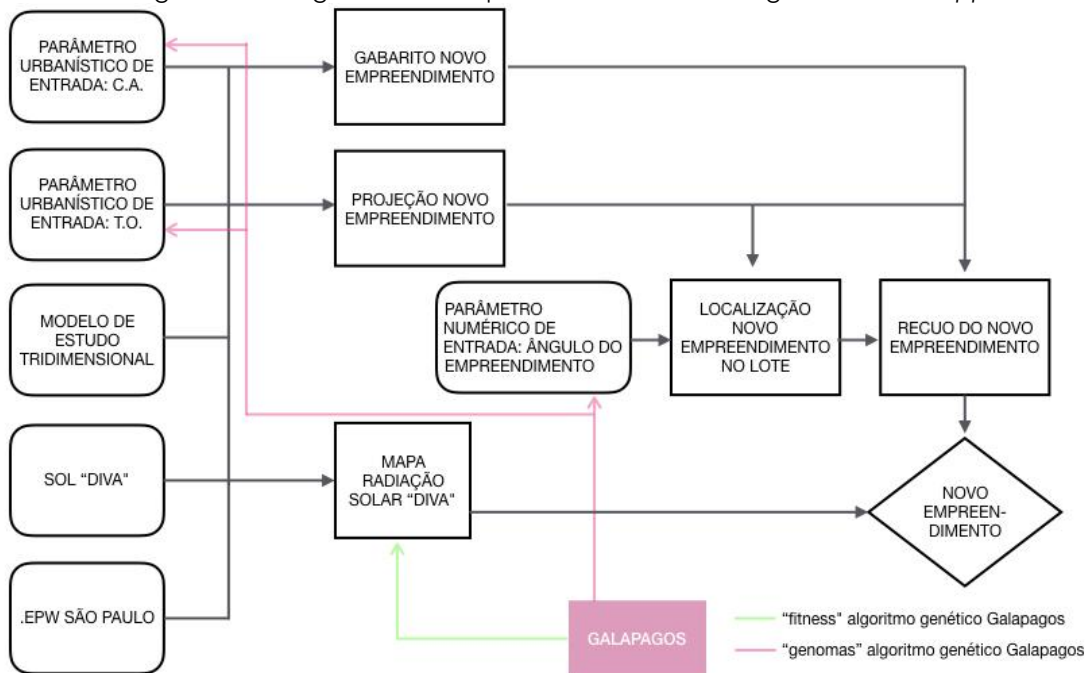 PARÂMETRO
URBANÍSTICO DE
ENTRADA: C.A.
GABARITO NOVO
EMPREENDIMENTO
PARÂMETRO
URBANÍSTICO DE
ENTRADA: T.O.
PROJEÇÃO NOVO
EMPREENDIMENTO
MODELO DE
ESTUDO
TRIDIMENSIONAL
PARÂMETRO
NUMÉRICO DE
ENTRADA: ÂNGULO DO
EMPREENDIMENTO
LOCALIZAÇÃO
NOVO
EMPREENDIMENTO
NO LOTE
RECUO DO NOVO
EMPREENDIMENTO
SOL “DIVA"
MAPA
RADIAÇÃO
SOLAR “DIVA"
NOVO
EMPREEN-
DIMENTO
.EPW SÃO PAULO
GALAPAGOS
“fitness" algoritmo genético Galapagos
“genomas” algoritmo genético Galapagos